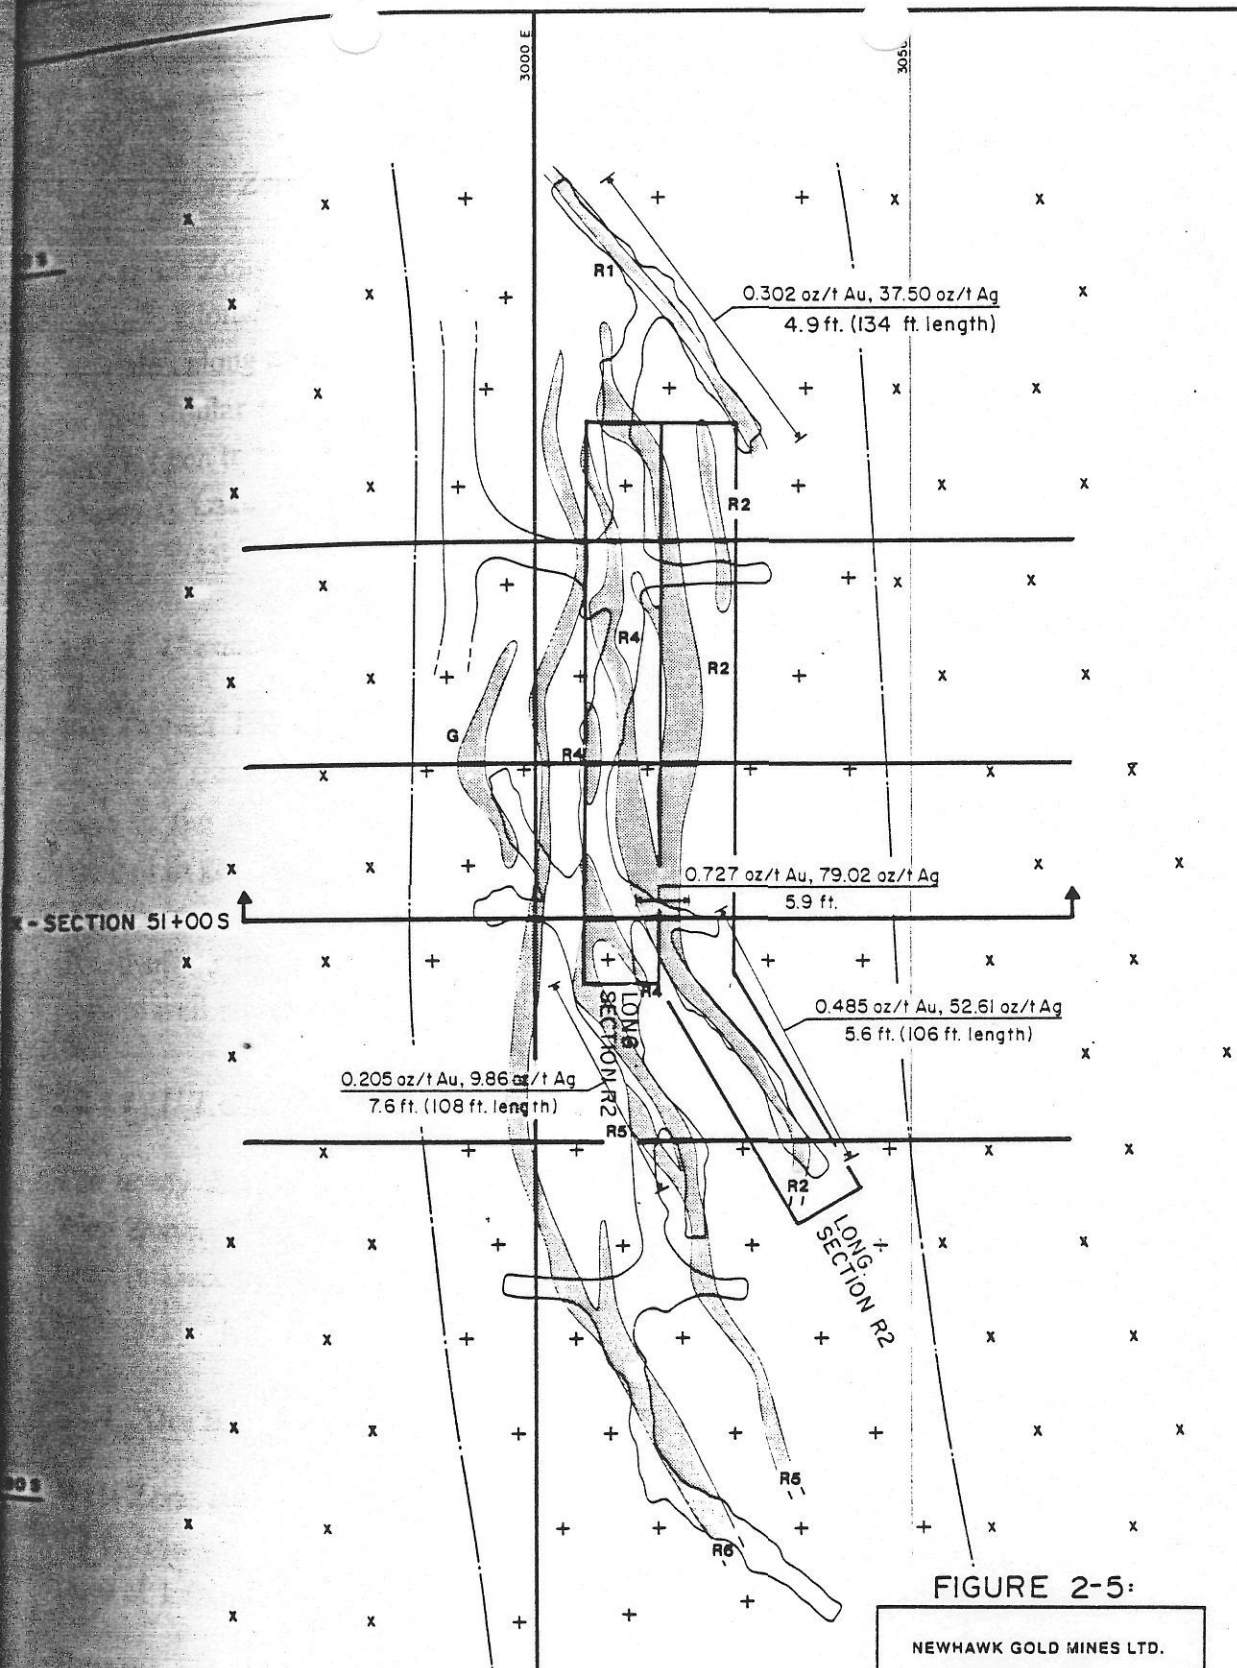 3000 E
305
R1
0.302 oz/t Au, 37.50 oz/t Ag
4.9 ft. (134 ft. length)
R2
R4
R2
G
R4
0.727 oz/t Au, 79.02 oz/t Ag
5.9 ft.
X-SECTION 51+00 S
R4
LONG.
SECTION R2
0.485 oz/t Au, 52.61 oz/t Ag
5.6 ft. (106 ft. length)
0.205 oz/t Au, 9.86 oz/t Ag
7.6 ft. (108 ft. length)
R5
R2
LONG.
SECTION R2
R5
R6
FIGURE 2-5:
NEWHAWK GOLD MINES LTD.